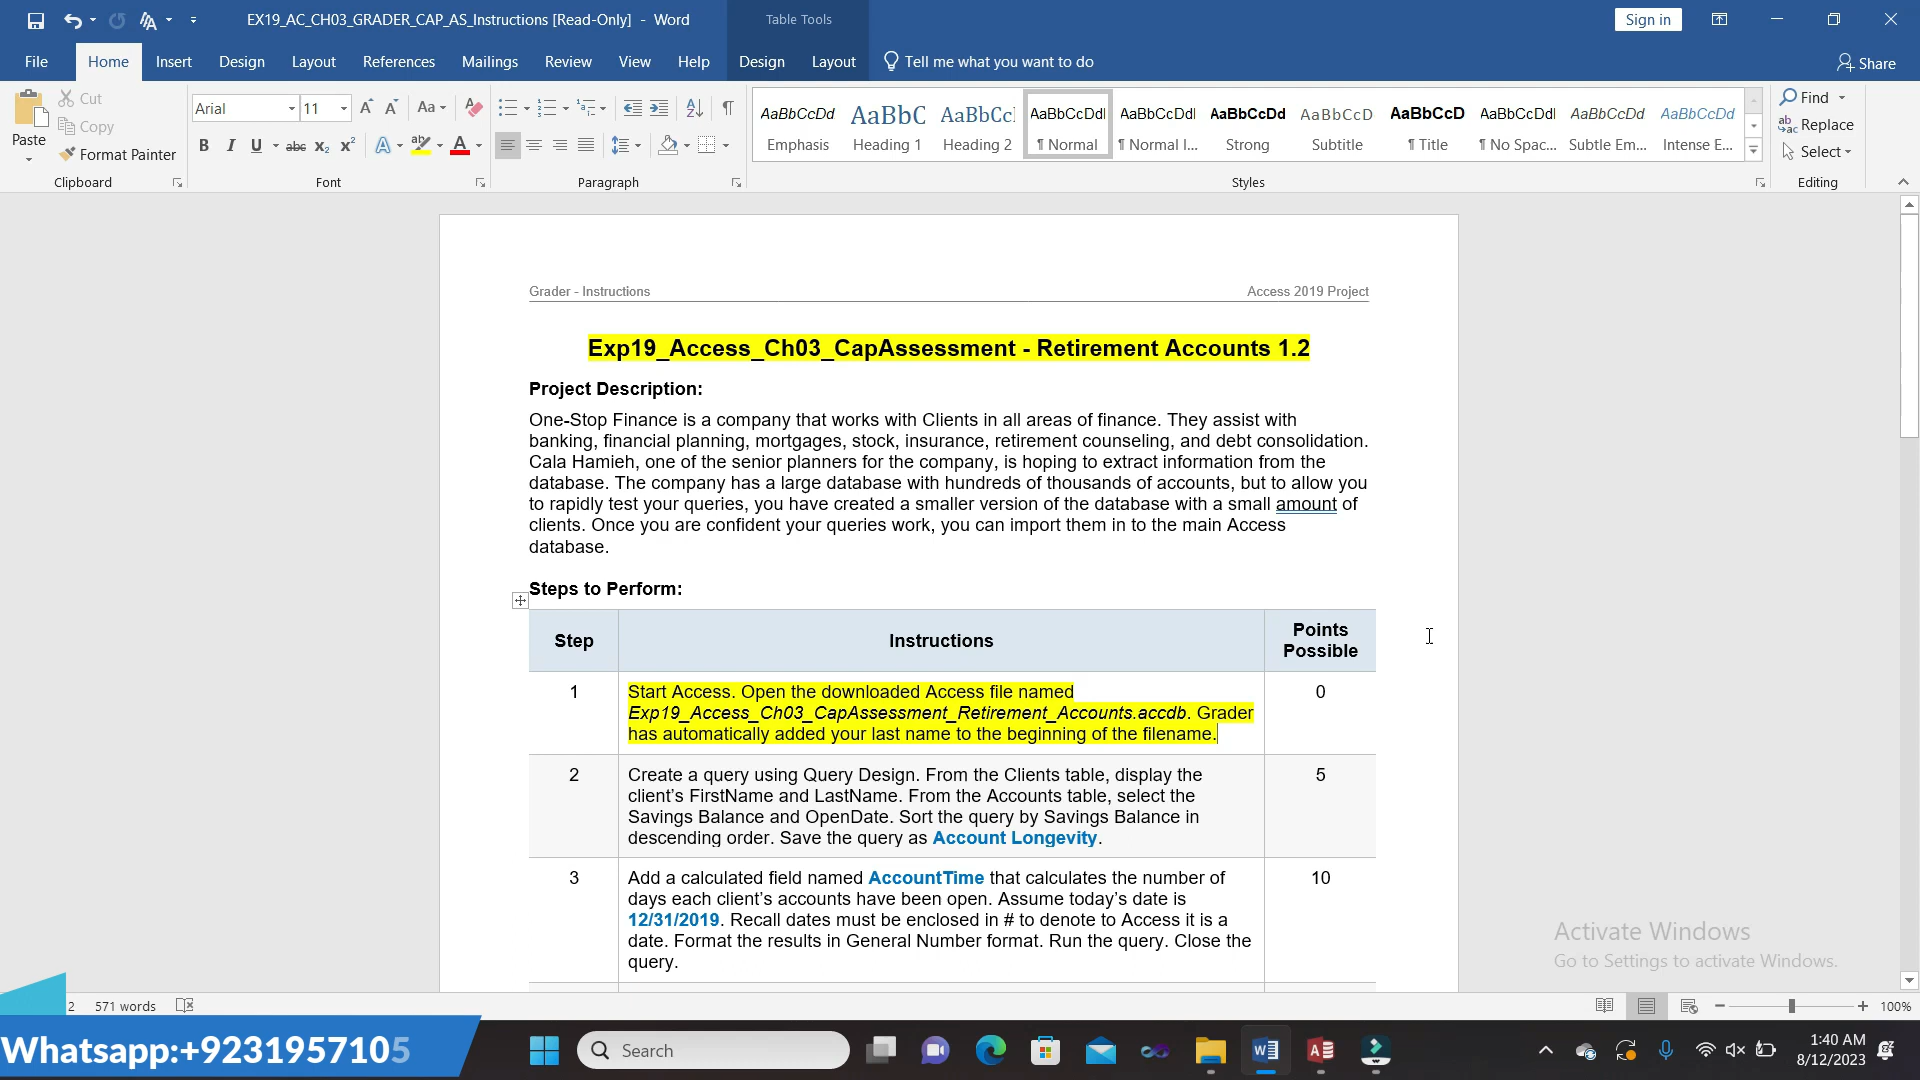 EX19_AC_CH03_GRADER_CAP_AS_Instructions [Read-Only] - Word
Table Tools
Sign in
File Home Insert Design Layout References Mailings Review View Help Design Layout Tell me what you want to do Share
Paste
Cut
Copy
Format Painter
Clipboard
Arial 11
Font
Paragraph
AaBbCcDd AaBbC AaBbCc AaBbCcDdI AaBbCcDdI AaBbCcDd AaBbCcD AaBbCcD AaBbCcDdI AaBbCcDd AaBbCcDd
Emphasis Heading 1 Heading 2 ¶ Normal ¶ Normal I... Strong Subtitle ¶ Title ¶ No Spac... Subtle Em... Intense E...
Styles
Find
Replace
Select
Editing
Grader - Instructions Access 2019 Project
Exp19_Access_Ch03_CapAssessment - Retirement Accounts 1.2
Project Description:
One-Stop Finance is a company that works with Clients in all areas of finance. They assist with
banking, financial planning, mortgages, stock, insurance, retirement counseling, and debt consolidation.
Cala Hamieh, one of the senior planners for the company, is hoping to extract information from the
database. The company has a large database with hundreds of thousands of accounts, but to allow you
to rapidly test your queries, you have created a smaller version of the database with a small amount of
clients. Once you are confident your queries work, you can import them in to the main Access
database.
Steps to Perform:
Step Instructions Points
Possible
1 Start Access. Open the downloaded Access file named 0
Exp19_Access_Ch03_CapAssessment_Retirement_Accounts.accdb. Grader
has automatically added your last name to the beginning of the filename.
2 Create a query using Query Design. From the Clients table, display the 5
client's FirstName and LastName. From the Accounts table, select the
Savings Balance and OpenDate. Sort the query by Savings Balance in
descending order. Save the query as Account Longevity.
3 Add a calculated field named AccountTime that calculates the number of 10
days each client's accounts have been open. Assume today's date is
12/31/2019. Recall dates must be enclosed in # to denote to Access it is a
date. Format the results in General Number format. Run the query. Close the
query.
Activate Windows
Go to Settings to activate Windows.
2 571 words 100%
Whatsapp:+9231957105
Search
1:40 AM
8/12/2023